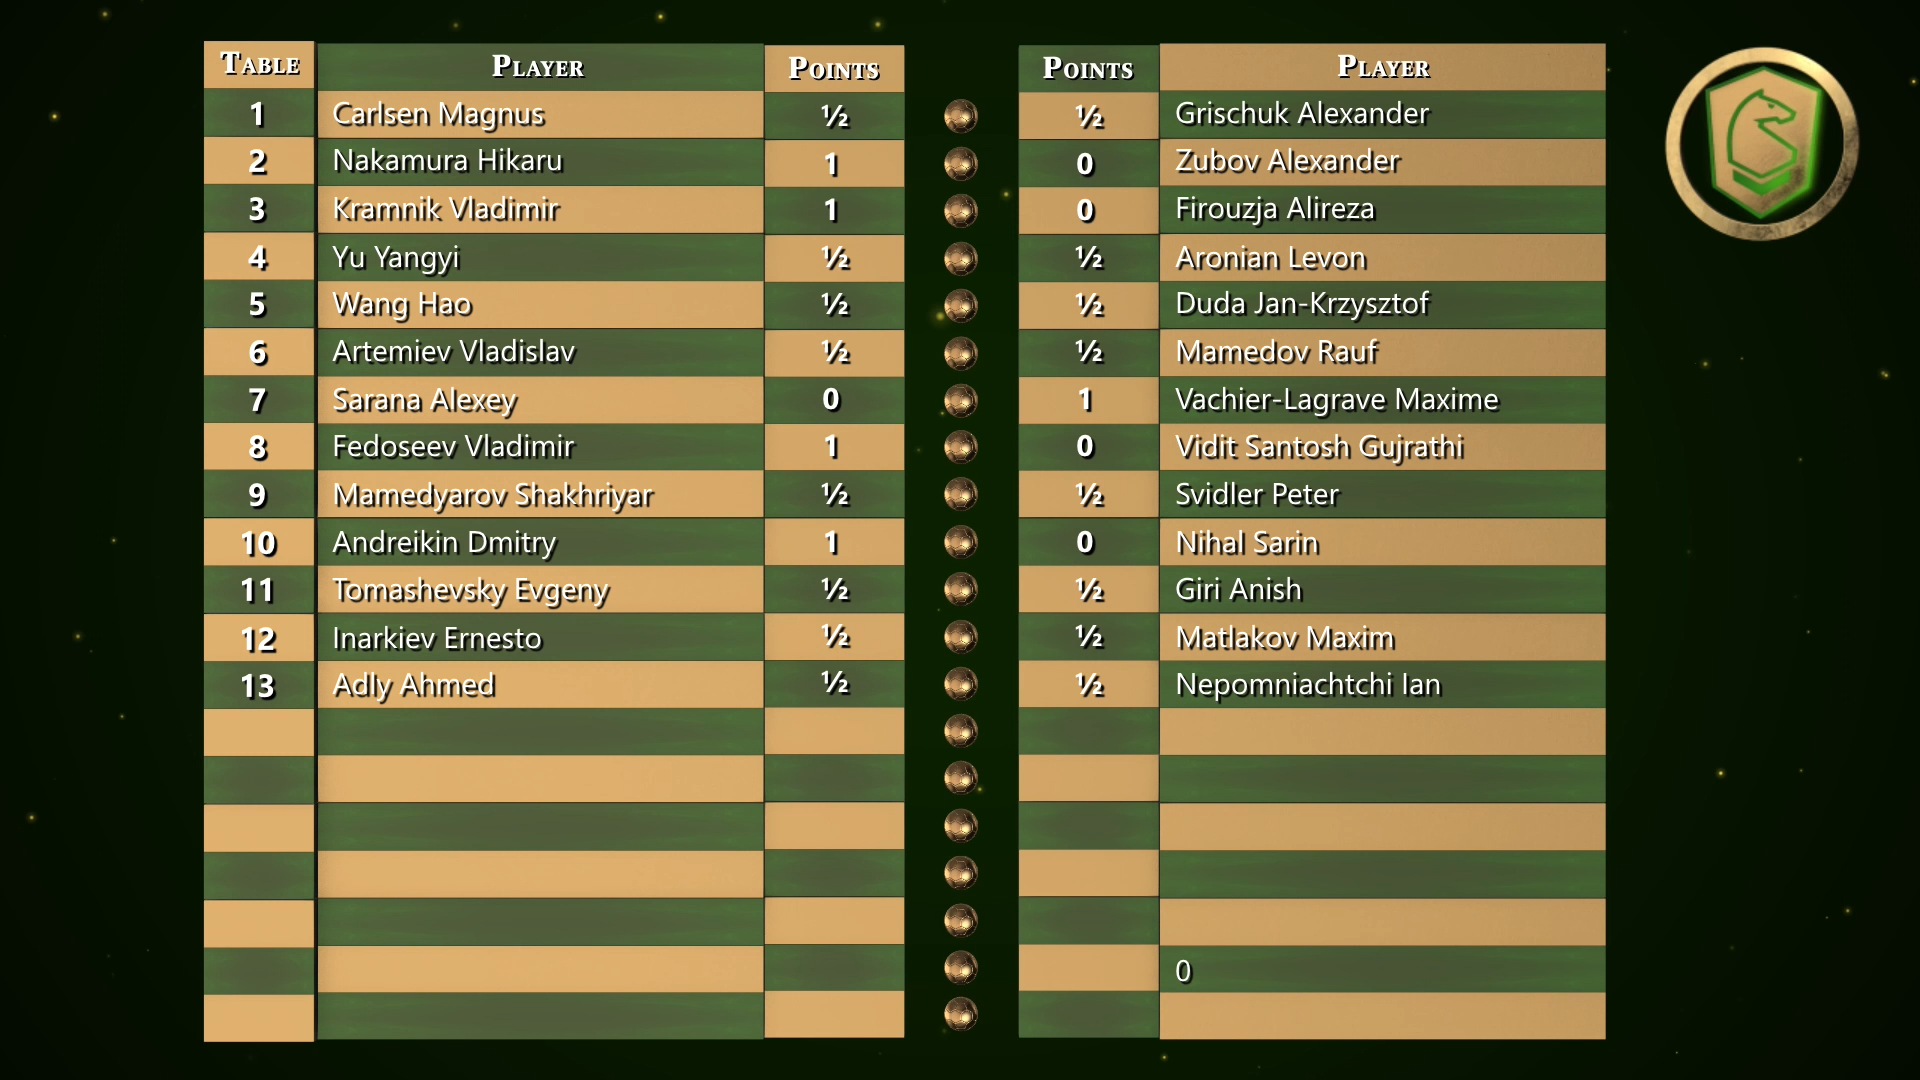 Table Player Points Points Player
1 Carlsen Magnus ½ ½ Grischuk Alexander
2 Nakamura Hikaru 1 0 Zubov Alexander
3 Kramnik Vladimir 1 0 Firouzja Alireza
4 Yu Yangyi ½ ½ Aronian Levon
5 Wang Hao ½ ½ Duda Jan-Krzysztof
6 Artemiev Vladislav ½ ½ Mamedov Rauf
7 Sarana Alexey 0 1 Vachier-Lagrave Maxime
8 Fedoseev Vladimir 1 0 Vidit Santosh Gujrathi
9 Mamedyarov Shakhriyar ½ ½ Svidler Peter
10 Andreikin Dmitry 1 0 Nihal Sarin
11 Tomashevsky Evgeny ½ ½ Giri Anish
12 Inarkiev Ernesto ½ ½ Matlakov Maxim
13 Adly Ahmed ½ ½ Nepomniachtchi Ian
0